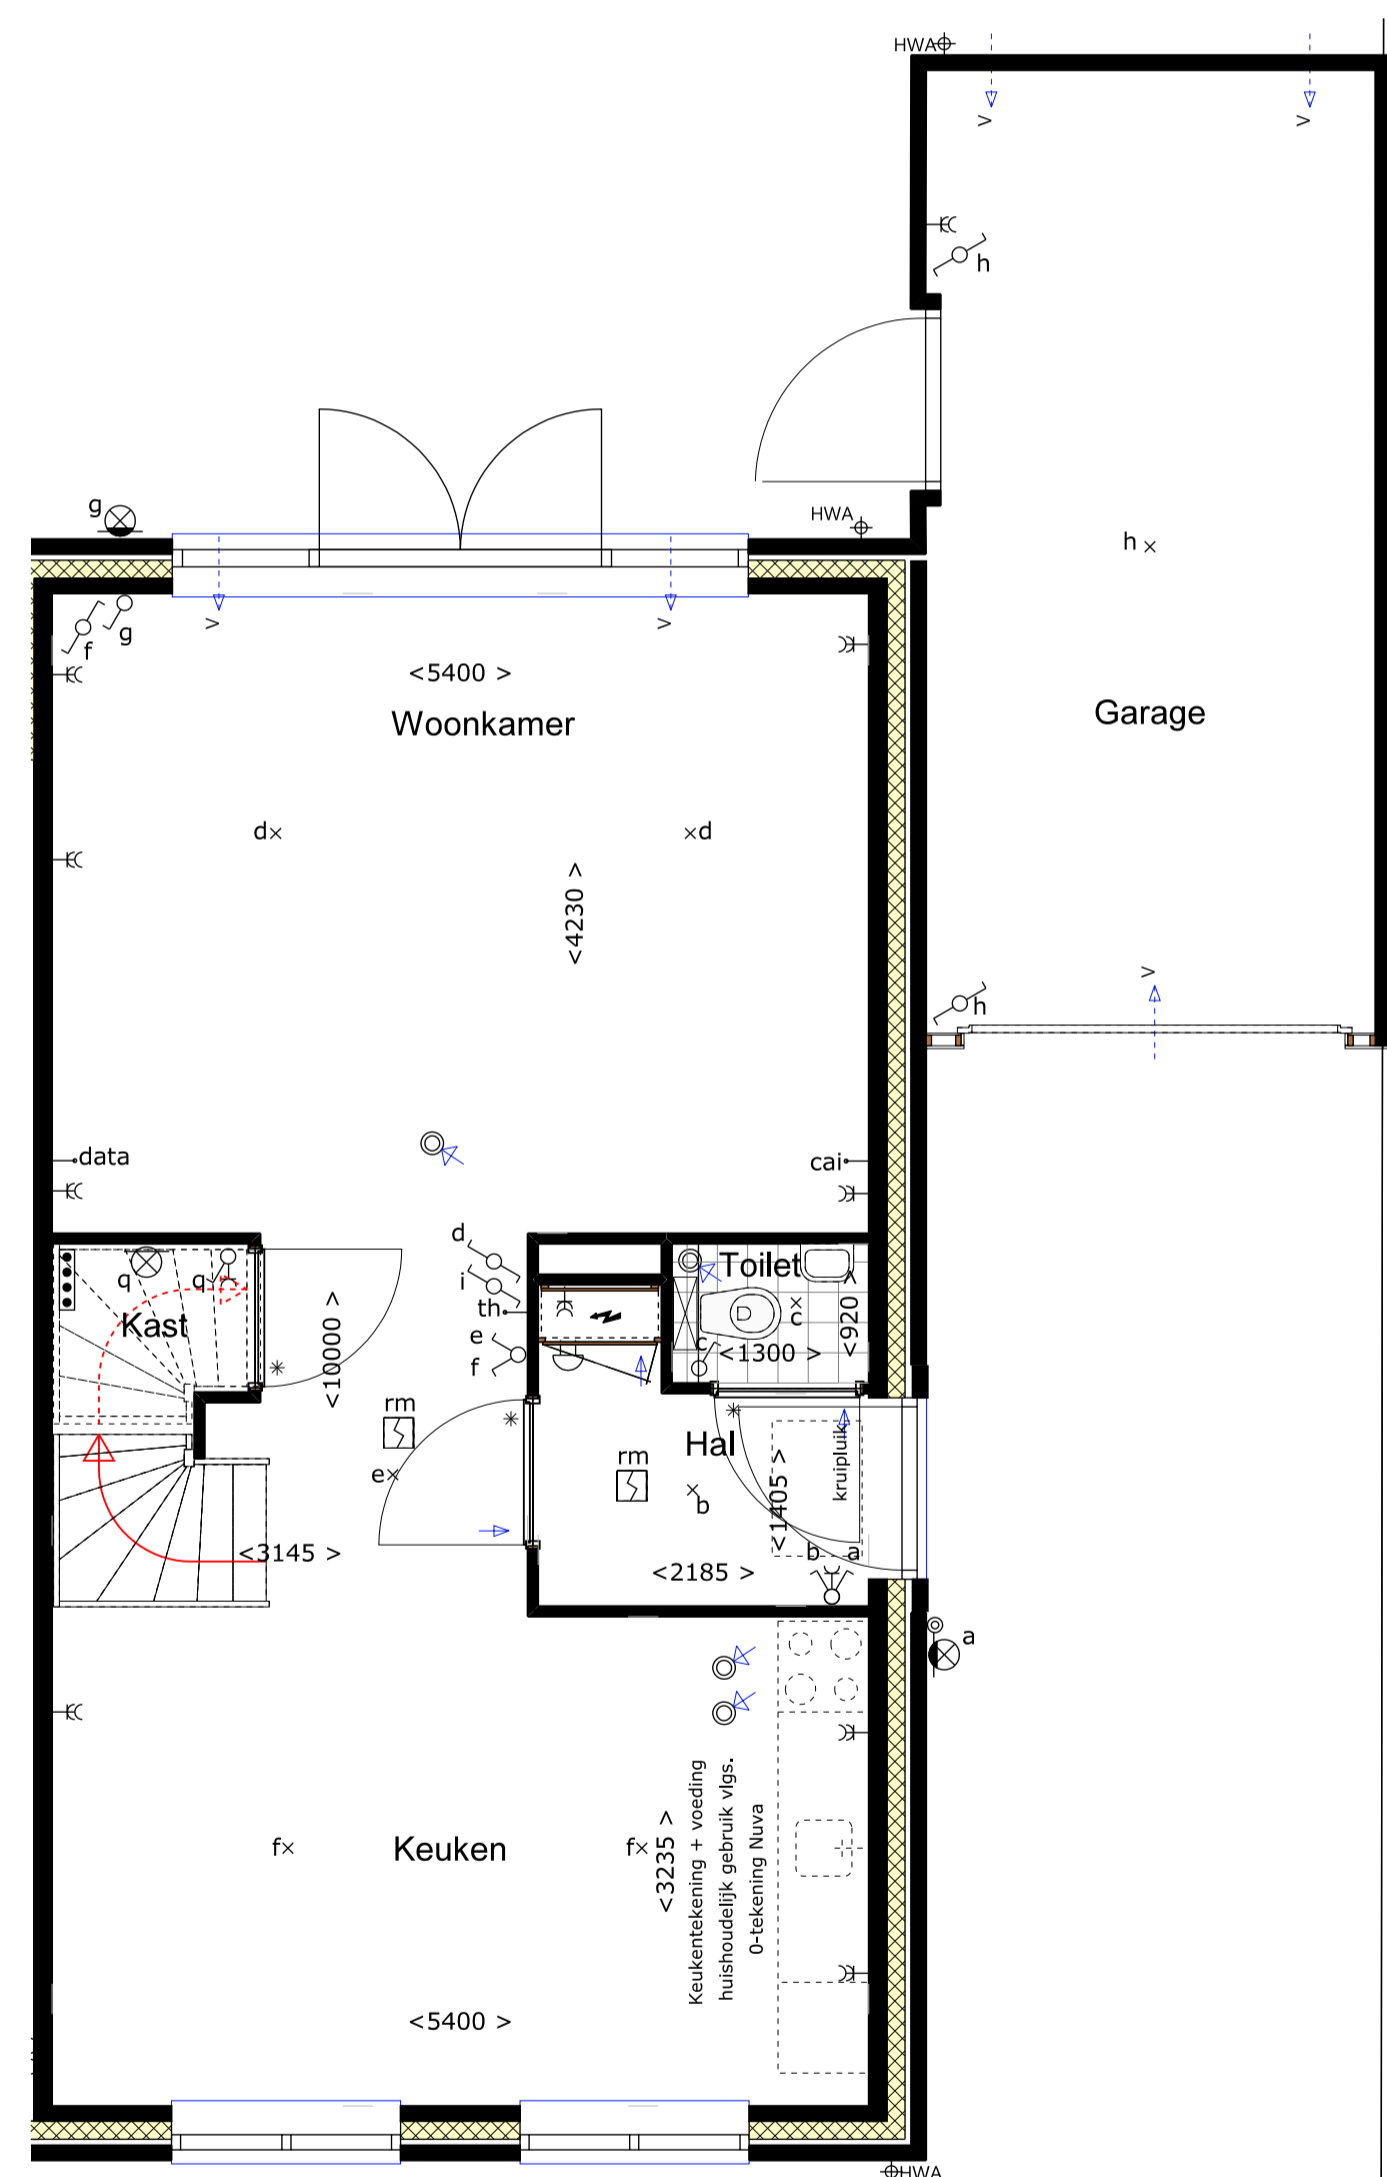 HWA
v
v
h
g
HWA
h
f
g
v
v
<5400 >
Woonkamer
Garage
d
d
<4230 >
v
h
data
cai
d
i
th
e
f
q
q
Kast
Toilet
c
c
<1300 >
<920 >
<10000 >
rm
e
rm
Hal
b
kruipluik
<1405 >
b
a
<3145 >
<2185 >
a
f
Keuken
f
<3235 >
Keukentekening + voeding
huishoudelijk gebruik vlgs.
0-tekening Nuva
<5400 >
HWA